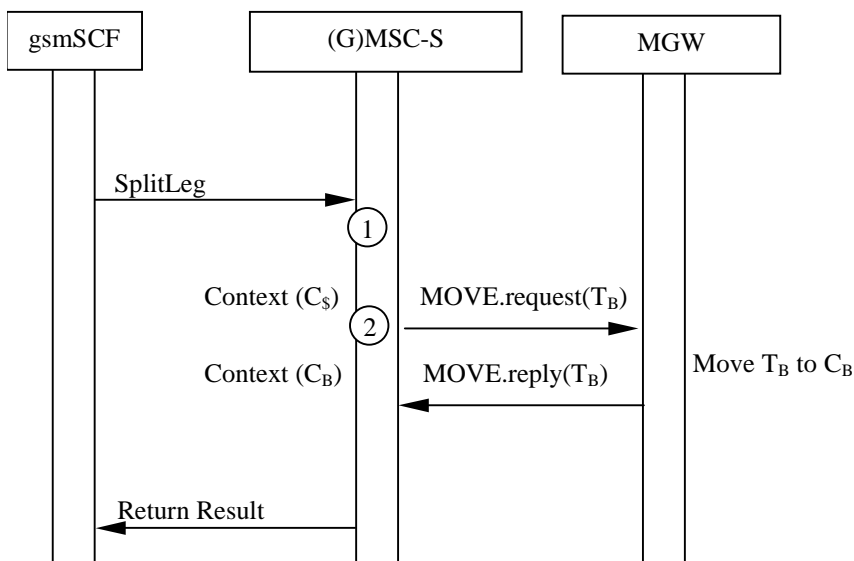 gsmSCF
(G)MSC-S
MGW
SplitLeg
1
Context (C$)
2
MOVE.request(TB)
Context (CB)
MOVE.reply(TB)
Move TB to CB
Return Result